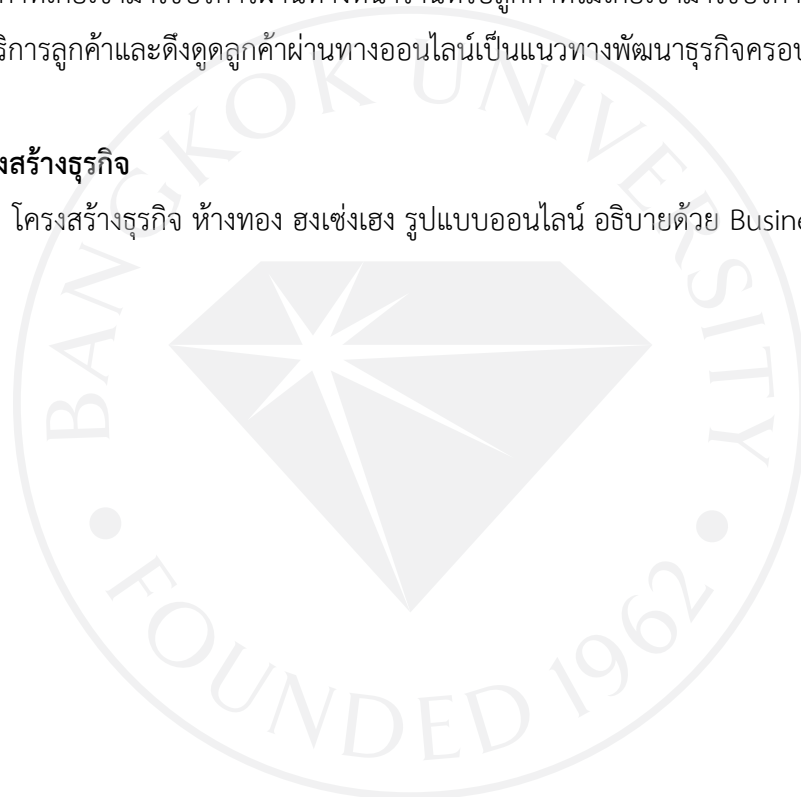 ริการลูกค้าและดึงดูดลูกค้าผ่านทางออนไลน์เป็นแนวทางพัฒนาธุรกิจครอบ
งสร้างธุรกิจ
โครงสร้างธุรกิจ ห้างทอง ฮงเซ่งเฮง รูปแบบออนไลน์ อธิบายด้วย Busine
BANGKOK UNIVERSITY
FOUNDED 1962